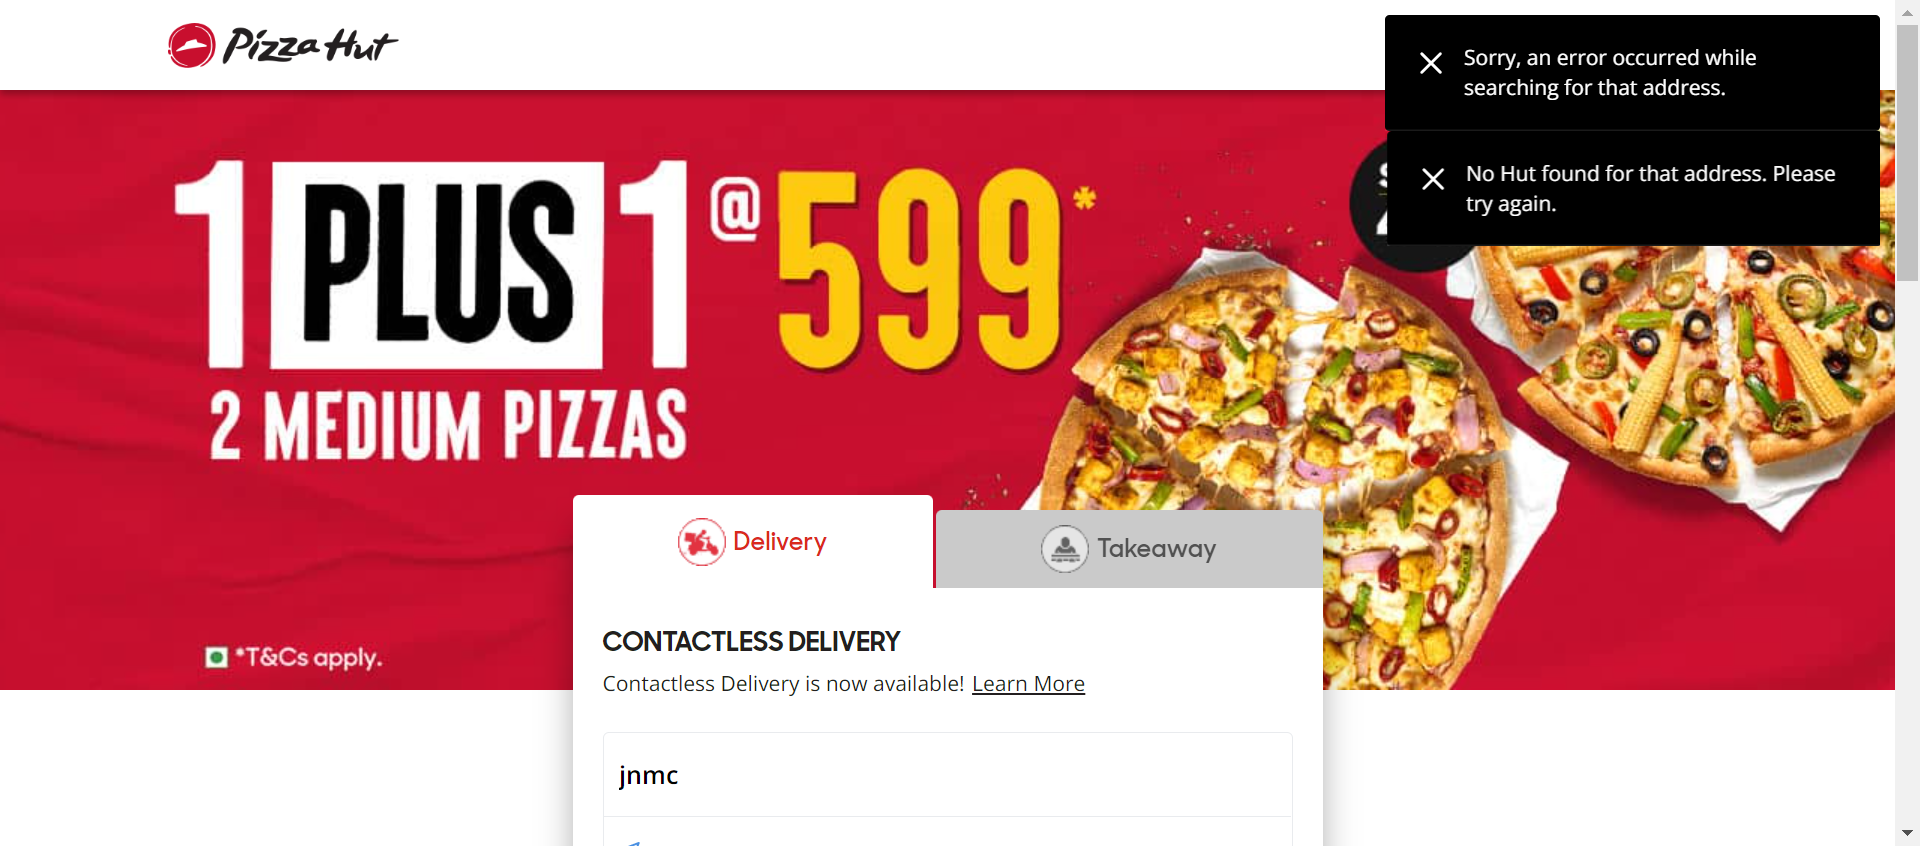 Pizza Hut
Sorry, an error occurred while
searching for that address.
No Hut found for that address. Please
try again.
1 PLUS 1 @ 599*
2 MEDIUM PIZZAS
*T&Cs apply.
Delivery
Takeaway
CONTACTLESS DELIVERY
Contactless Delivery is now available! Learn More
jnmc